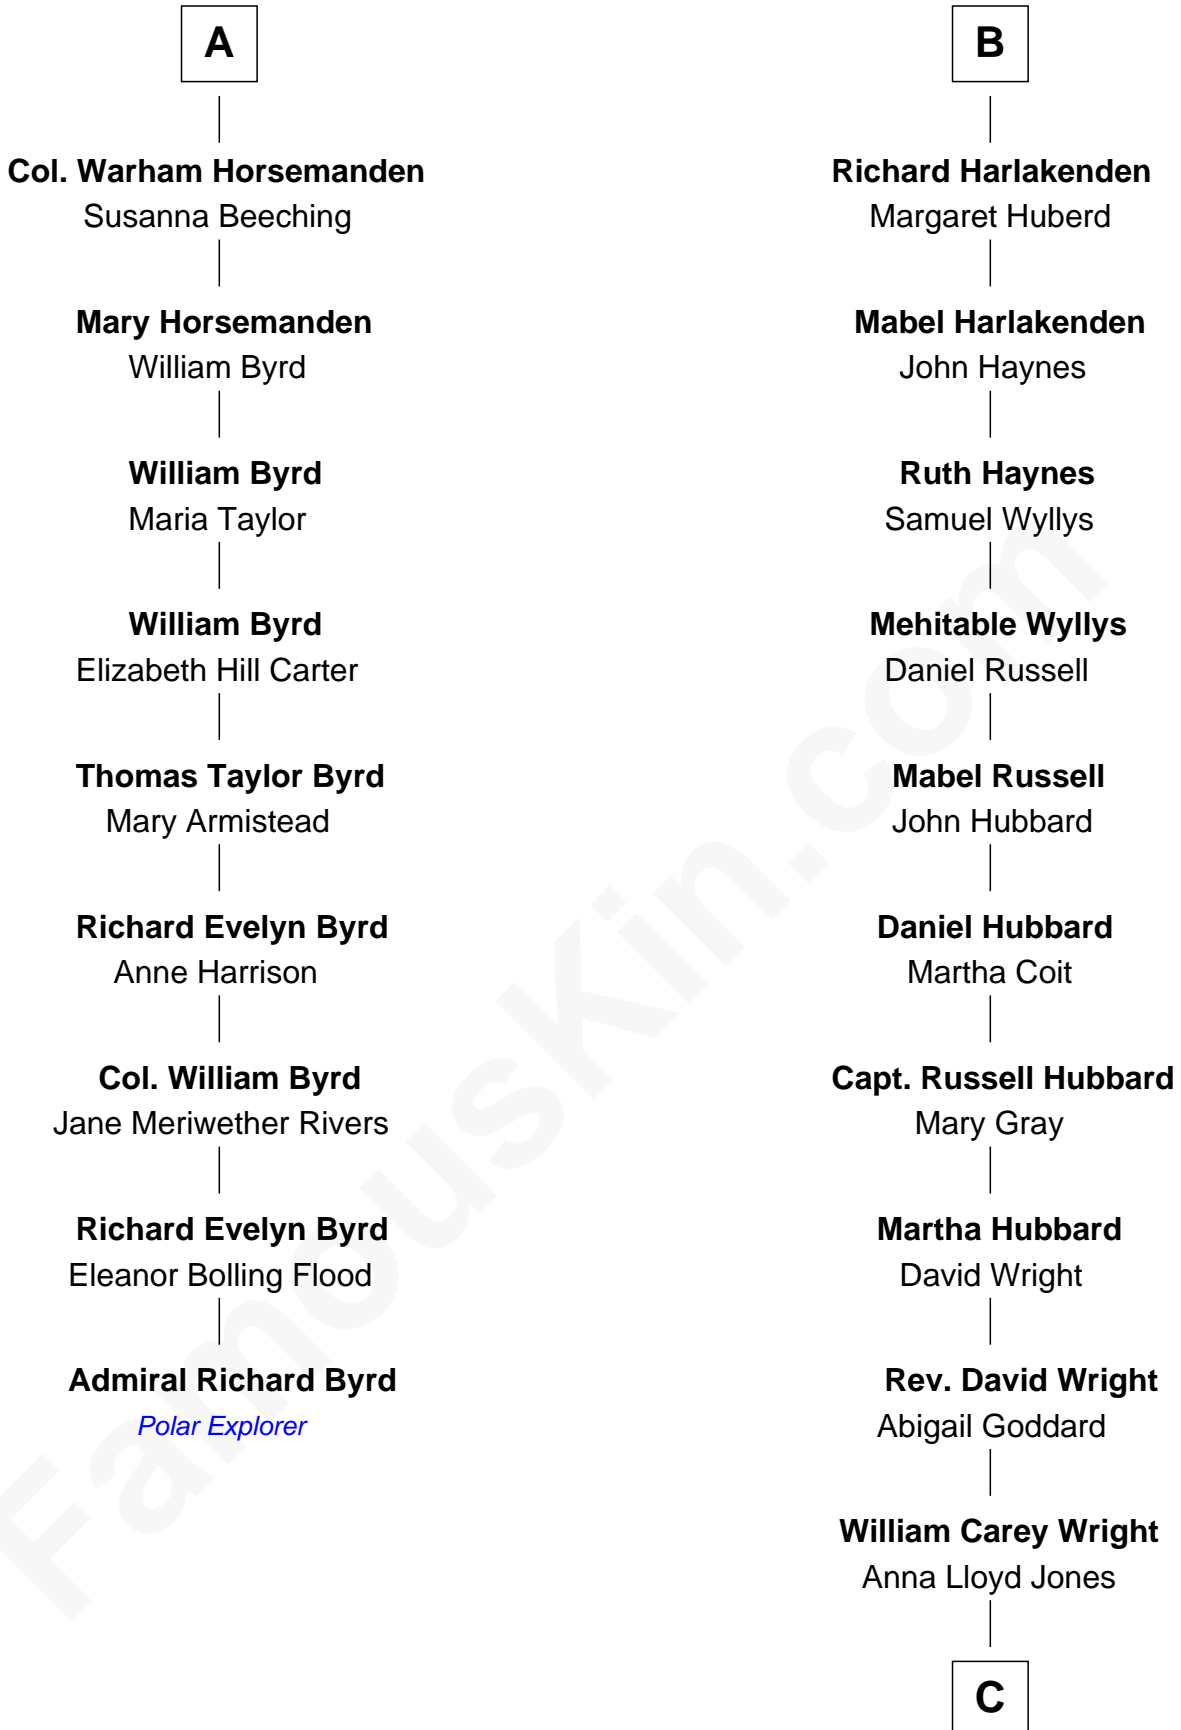 A
Col. Warham Horsemanden
Susanna Beeching
Mary Horsemanden
William Byrd
William Byrd
Maria Taylor
William Byrd
Elizabeth Hill Carter
Thomas Taylor Byrd
Mary Armistead
Richard Evelyn Byrd
Anne Harrison
Col. William Byrd
Jane Meriwether Rivers
Richard Evelyn Byrd
Eleanor Bolling Flood
Admiral Richard Byrd
Polar Explorer
B
Richard Harlakenden
Margaret Huberd
Mabel Harlakenden
John Haynes
Ruth Haynes
Samuel Wyllys
Mehitable Wyllys
Daniel Russell
Mabel Russell
John Hubbard
Daniel Hubbard
Martha Coit
Capt. Russell Hubbard
Mary Gray
Martha Hubbard
David Wright
Rev. David Wright
Abigail Goddard
William Carey Wright
Anna Lloyd Jones
C
FamousKin.com